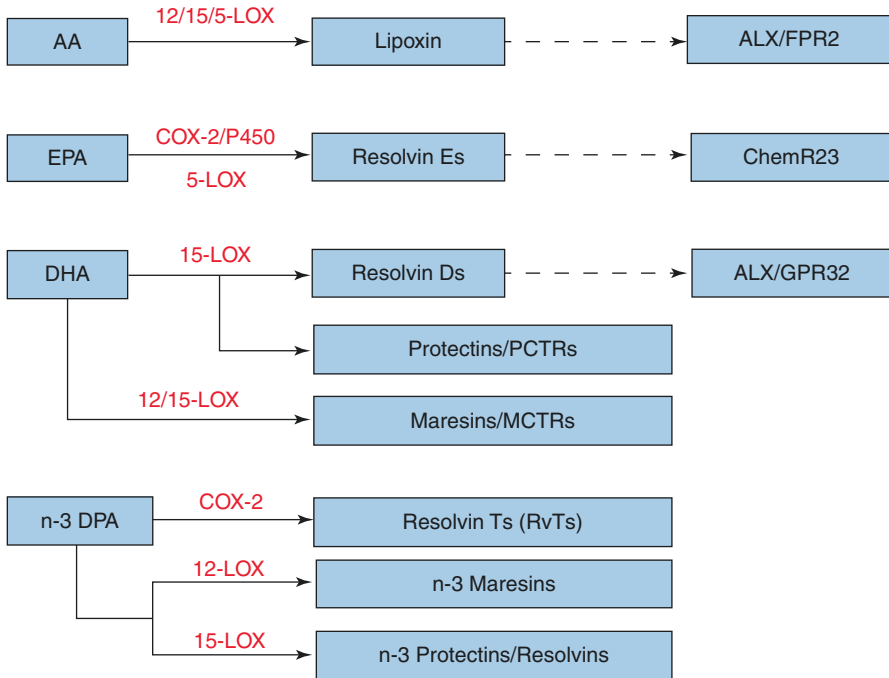 12/15/5-LOX
AA
Lipoxin
ALX/FPR2
COX-2/P450
EPA
Resolvin Es
ChemR23
5-LOX
15-LOX
DHA
Resolvin Ds
ALX/GPR32
Protectins/PCTRs
12/15-LOX
Maresins/MCTRs
COX-2
n-3 DPA
Resolvin Ts (RvTs)
12-LOX
n-3 Maresins
15-LOX
n-3 Protectins/Resolvins